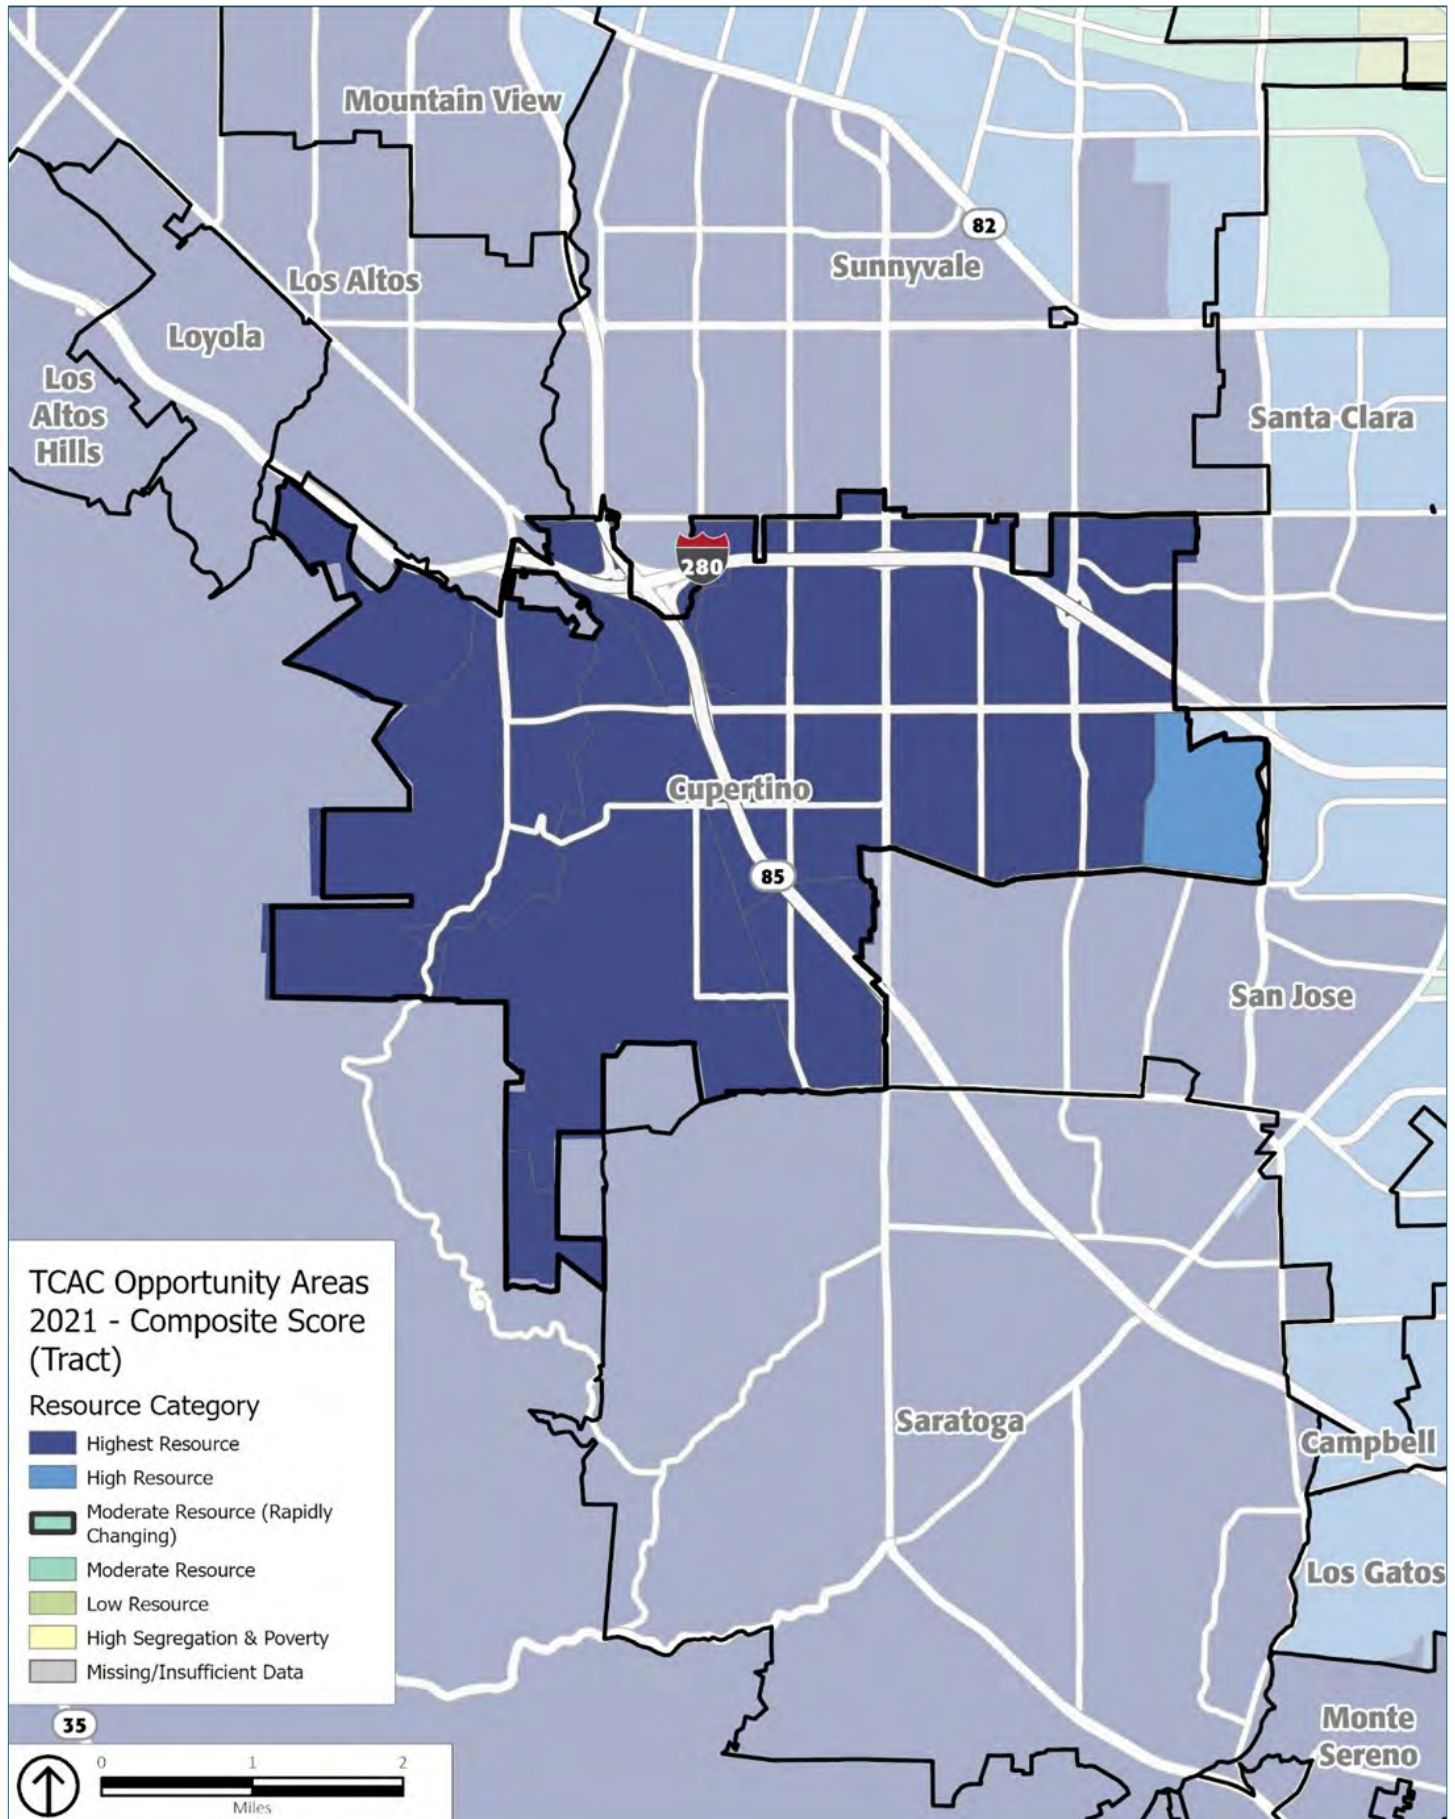 Mountain View
82
Sunnyvale
Los Altos
Loyola
Los
Altos
Hills
Santa Clara
280
Cupertino
85
San Jose
TCAC Opportunity Areas
2021 - Composite Score
(Tract)
Resource Category
Highest Resource
High Resource
Moderate Resource (Rapidly
Changing)
Moderate Resource
Low Resource
High Segregation & Poverty
Missing/Insufficient Data
Saratoga
Campbell
Los Gatos
Monte
Sereno
35
0 1 2
Miles